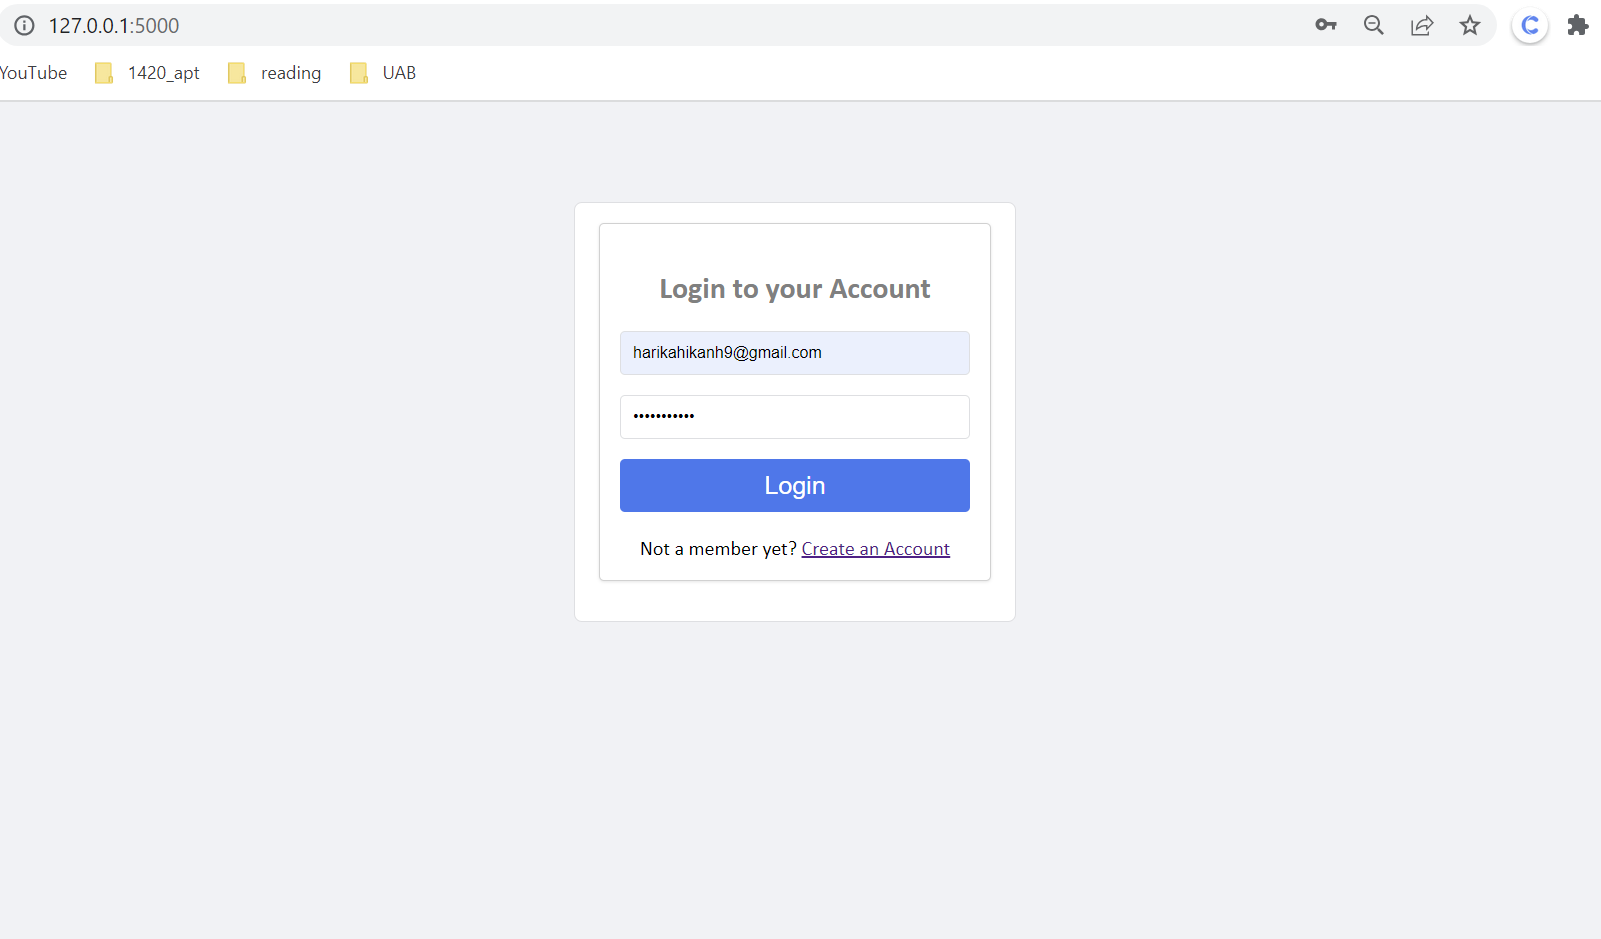 127.0.0.1:5000
YouTube 1420_apt reading UAB
Login to your Account
harikahikanh9@gmail.com
•••••••••••
Login
Not a member yet? Create an Account